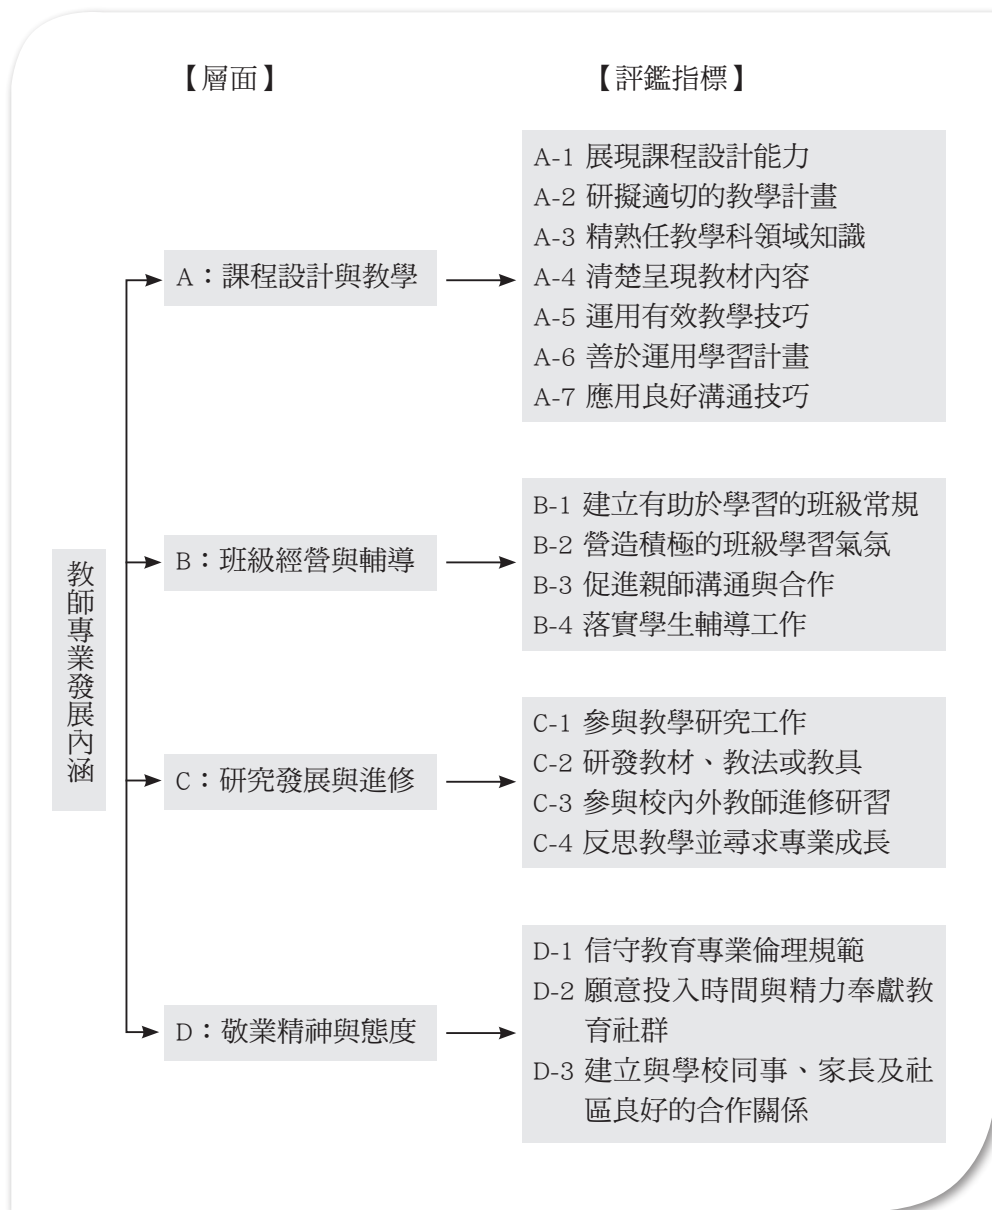 【層面】
【評鑑指標】
教師專業發展內涵
A：課程設計與教學
A-1 展現課程設計能力
A-2 研擬適切的教學計畫
A-3 精熟任教學科領域知識
A-4 清楚呈現教材內容
A-5 運用有效教學技巧
A-6 善於運用學習計畫
A-7 應用良好溝通技巧
B：班級經營與輔導
B-1 建立有助於學習的班級常規
B-2 營造積極的班級學習氣氛
B-3 促進親師溝通與合作
B-4 落實學生輔導工作
C：研究發展與進修
C-1 參與教學研究工作
C-2 研發教材、教法或教具
C-3 參與校內外教師進修研習
C-4 反思教學並尋求專業成長
D：敬業精神與態度
D-1 信守教育專業倫理規範
D-2 願意投入時間與精力奉獻教
育社群
D-3 建立與學校同事、家長及社
區良好的合作關係